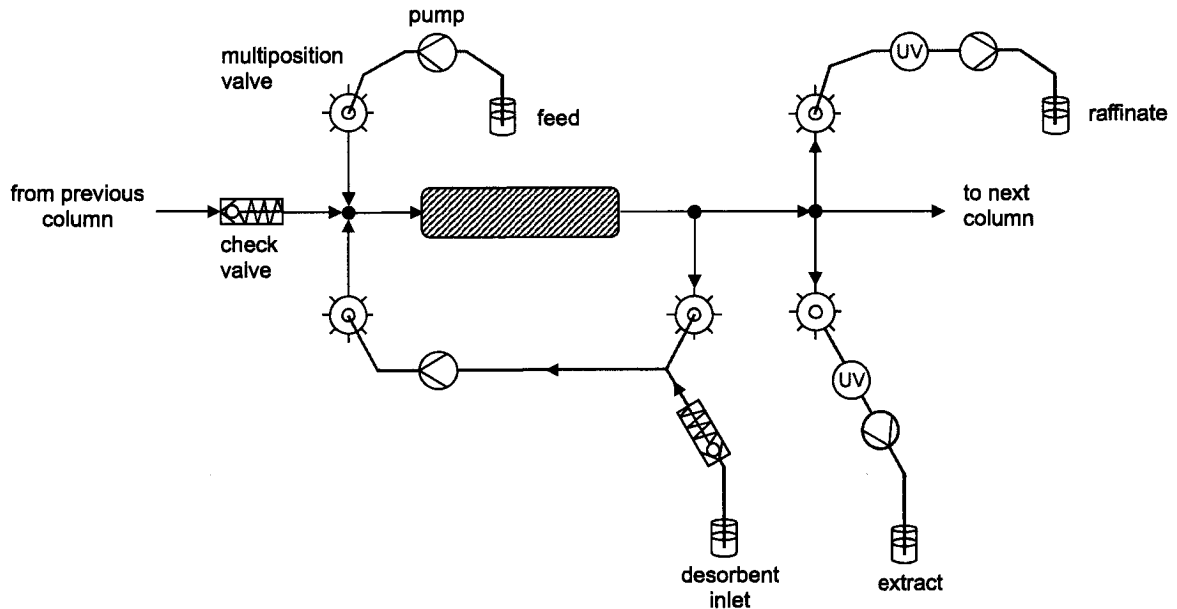 pump
multiposition
valve
UV
feed
raffinate
from previous
column
to next
column
check
valve
UV
desorbent
inlet
extract